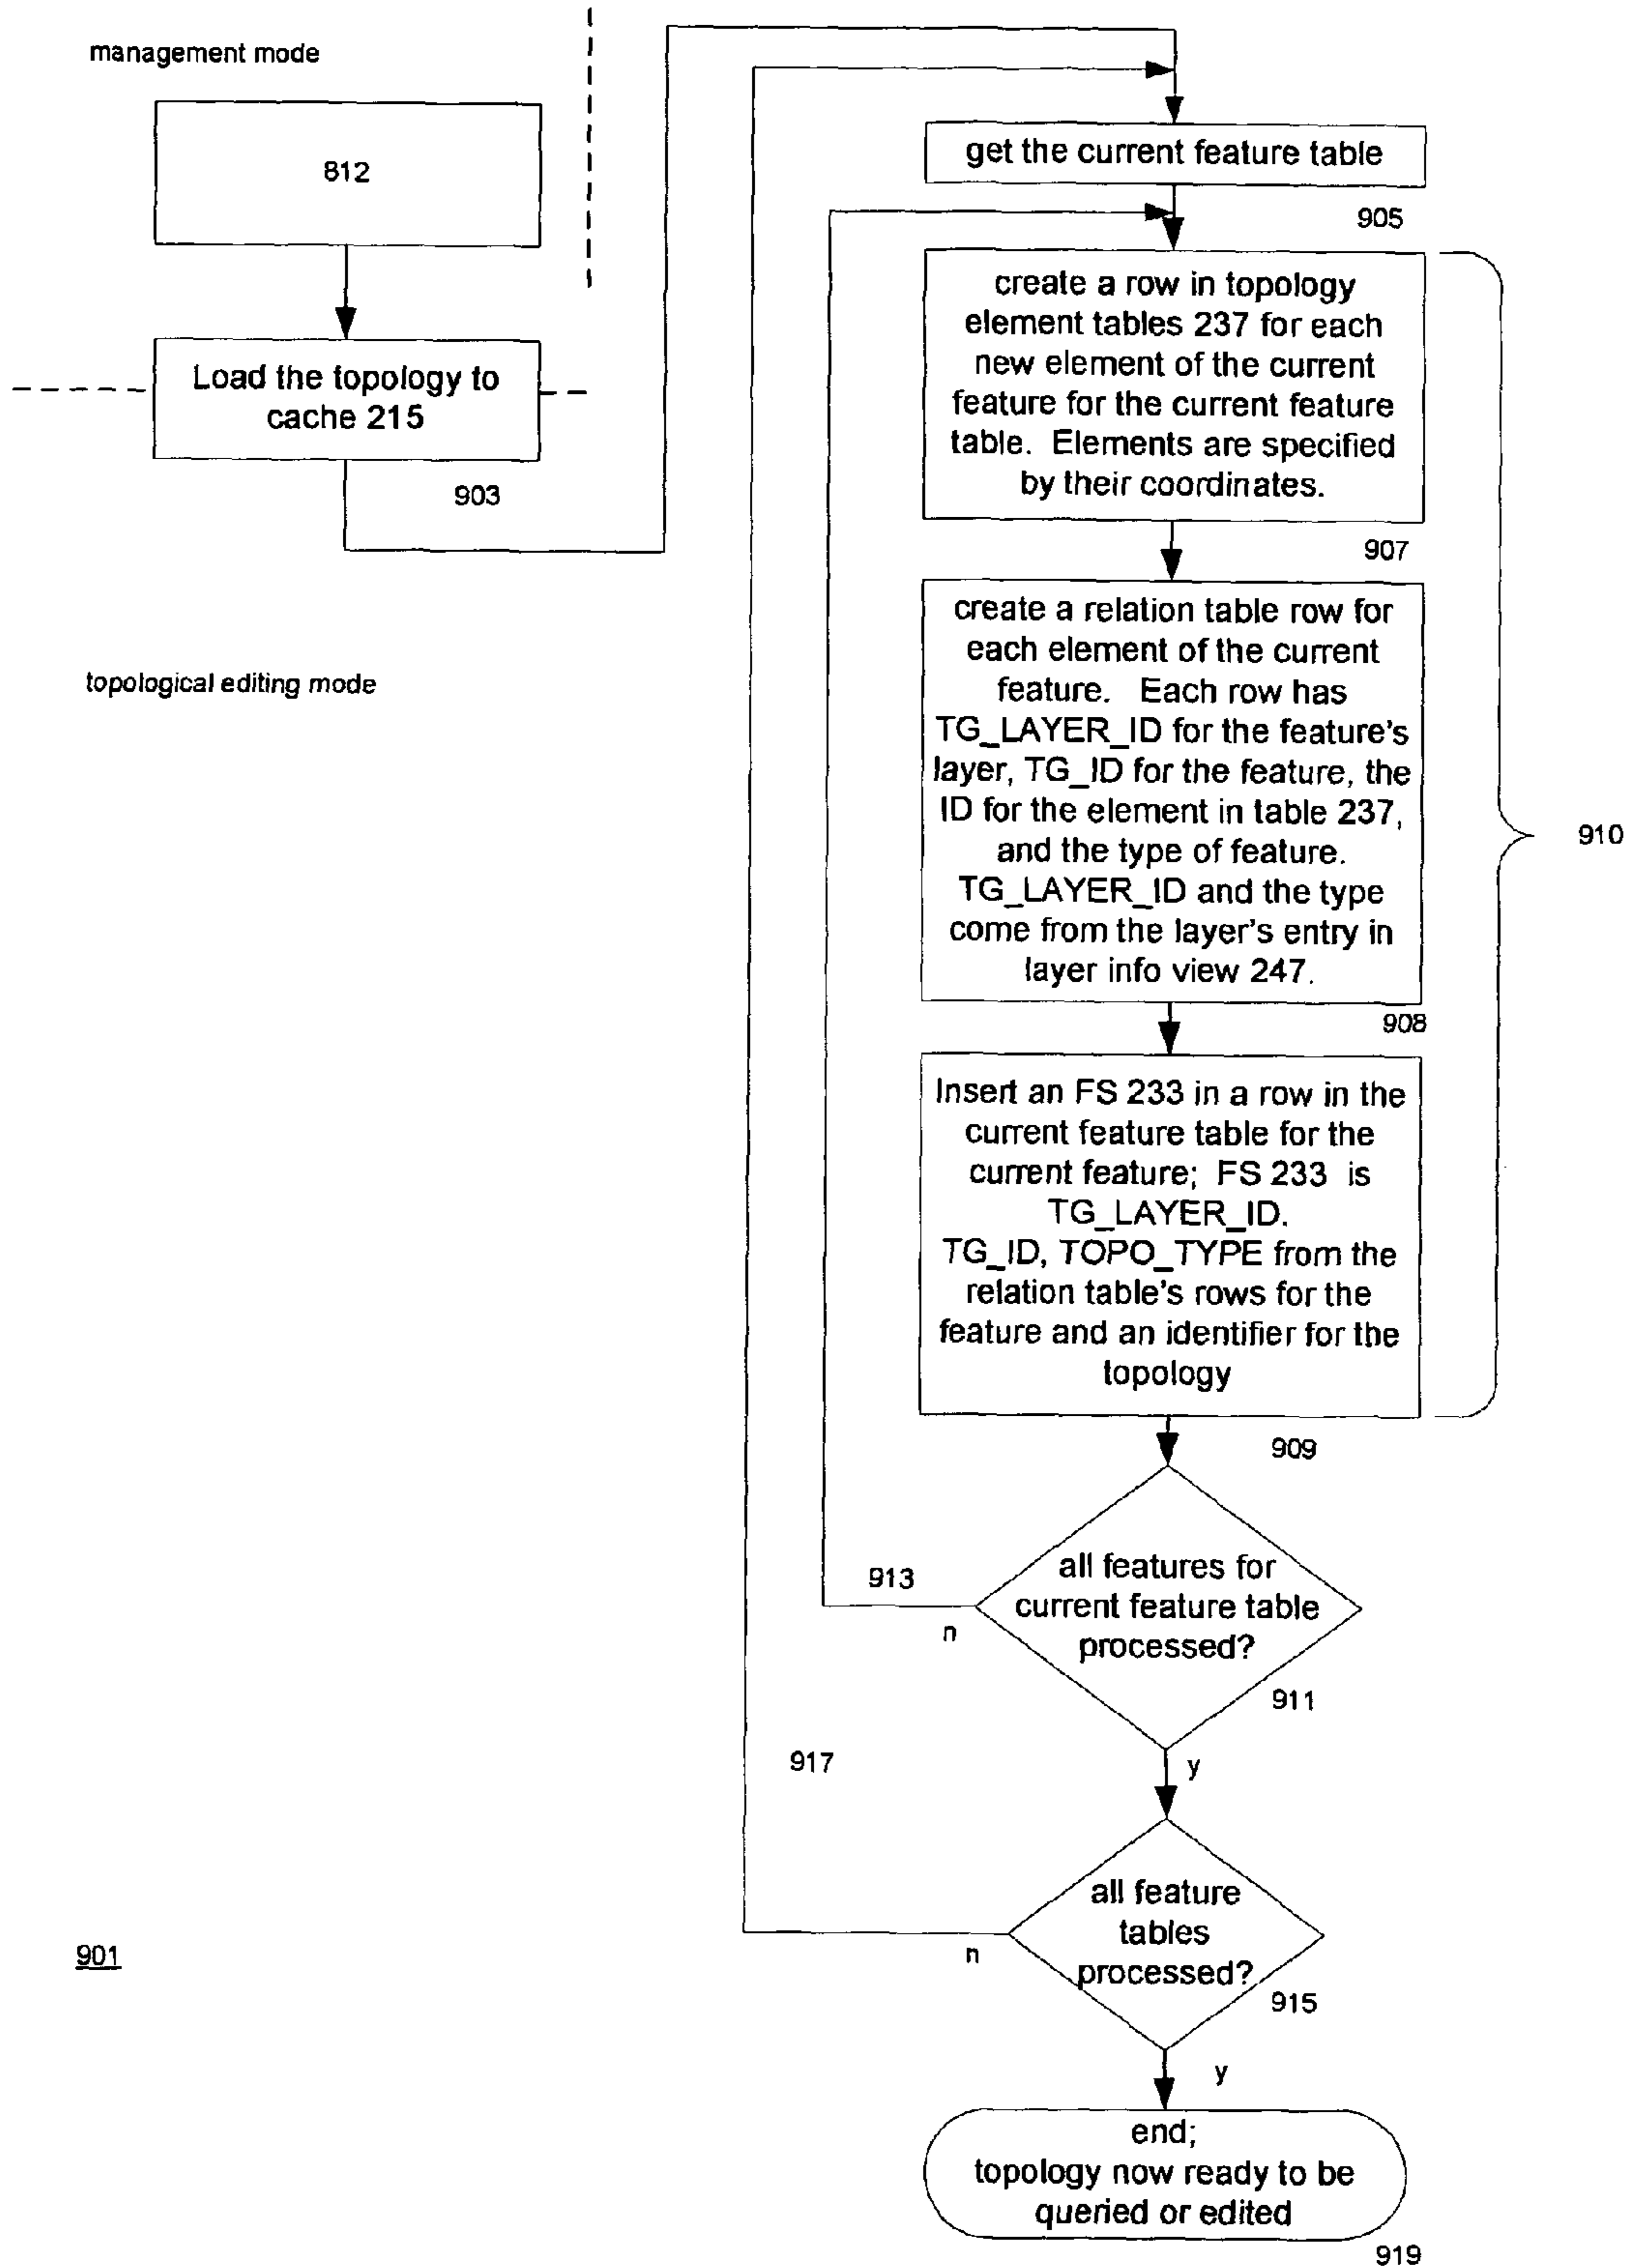 management mode
812
Load the topology to
cache 215
903
topological editing mode
901
get the current feature table
905
create a row in topology
element tables 237 for each
new element of the current
feature for the current feature
table. Elements are specified
by their coordinates.
907
create a relation table row for
each element of the current
feature. Each row has
TG_LAYER_ID for the feature's
layer, TG_ID for the feature, the
ID for the element in table 237,
and the type of feature.
TG_LAYER_ID and the type
come from the layer's entry in
layer info view 247.
908
910
Insert an FS 233 in a row in the
current feature table for the
current feature; FS 233 is
TG_LAYER_ID.
TG_ID, TOPO_TYPE from the
relation table's rows for the
feature and an identifier for the
topology
909
all features for
current feature table
processed?
913
n
911
y
917
all feature
tables
processed?
n
915
y
end;
topology now ready to be
queried or edited
919